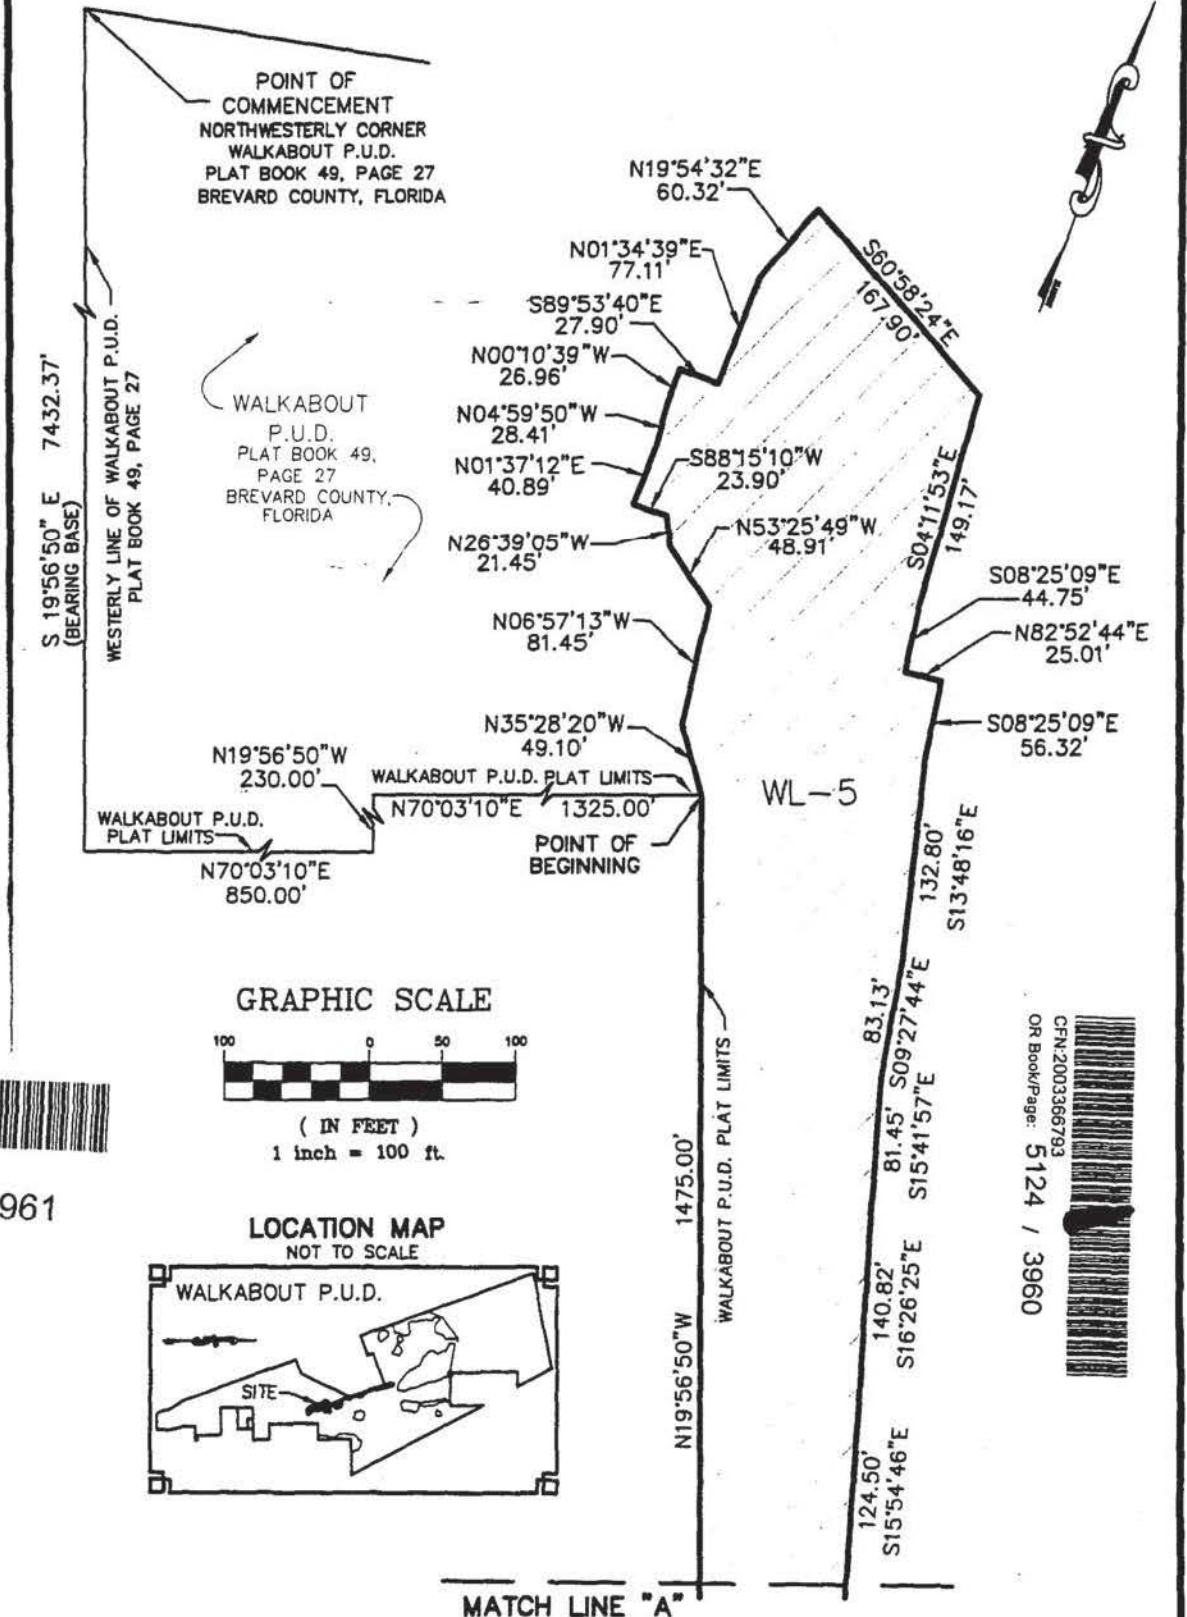 POINT OF
COMMENCEMENT
NORTHWESTERLY CORNER
WALKABOUT P.U.D.
PLAT BOOK 49, PAGE 27
BREVARD COUNTY, FLORIDA
N19°54'32"E
60.32'
N01°34'39"E
77.11'
S89°53'40"E
27.90'
N00°10'39"W
26.96'
N04°59'50"W
28.41'
N01°37'12"E
40.89'
S60°58'24"E
167.90'
S88°15'10"W
23.90'
N53°25'49"W
48.91'
N26°39'05"W
21.45'
N06°57'13"W
81.45'
N35°28'20"W
49.10'
S04°11'53"E
149.17'
S08°25'09"E
44.75'
N82°52'44"E
25.01'
S08°25'09"E
56.32'
S 19°56'50" E 7432.37'
(BEARING BASE)
WESTERLY LINE OF WALKABOUT P.U.D.
PLAT BOOK 49, PAGE 27
WALKABOUT
P.U.D.
PLAT BOOK 49,
PAGE 27
BREVARD COUNTY,
FLORIDA
N19°56'50"W
230.00'
WALKABOUT P.U.D. PLAT LIMITS
N70°03'10"E 1325.00'
WALKABOUT P.U.D.
PLAT LIMITS
N70°03'10"E
850.00'
POINT OF
BEGINNING
WL-5
132.80'
S13°48'16"E
83.13'
S09°27'44"E
81.45'
S15°41'57"E
140.82'
S16°26'25"E
124.50'
S15°54'46"E
N19°56'50"W 1475.00'
WALKABOUT P.U.D. PLAT LIMITS
GRAPHIC SCALE
100 0 50 100
( IN FEET )
1 inch = 100 ft.
961
LOCATION MAP
NOT TO SCALE
WALKABOUT P.U.D.
SITE
CFN:2003366793
OR Book/Page: 5124 / 3960
MATCH LINE "A"